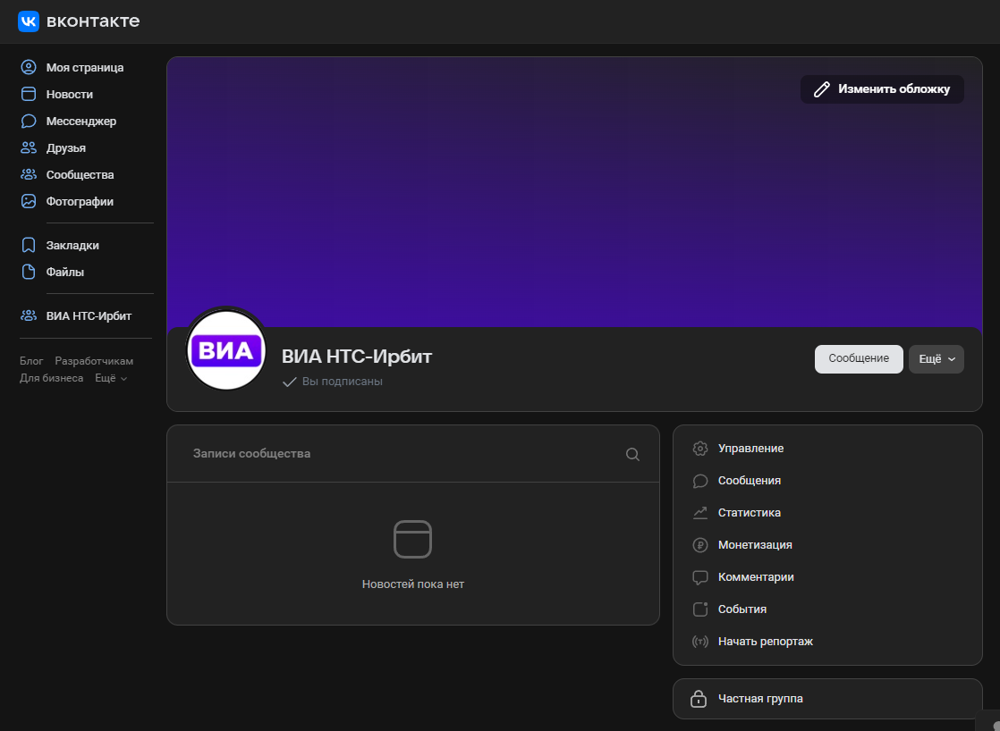 вконтакте
Моя страница
Новости
Мессенджер
Друзья
Сообщества
Фотографии
Закладки
Файлы
ВИА НТС-Ирбит
Блог Разработчикам
Для бизнеса Ещё
Изменить обложку
ВИА
ВИА НТС-Ирбит
Вы подписаны
Сообщение
Ещё
Записи сообщества
Новостей пока нет
Управление
Сообщения
Статистика
Монетизация
Комментарии
События
Начать репортаж
Частная группа